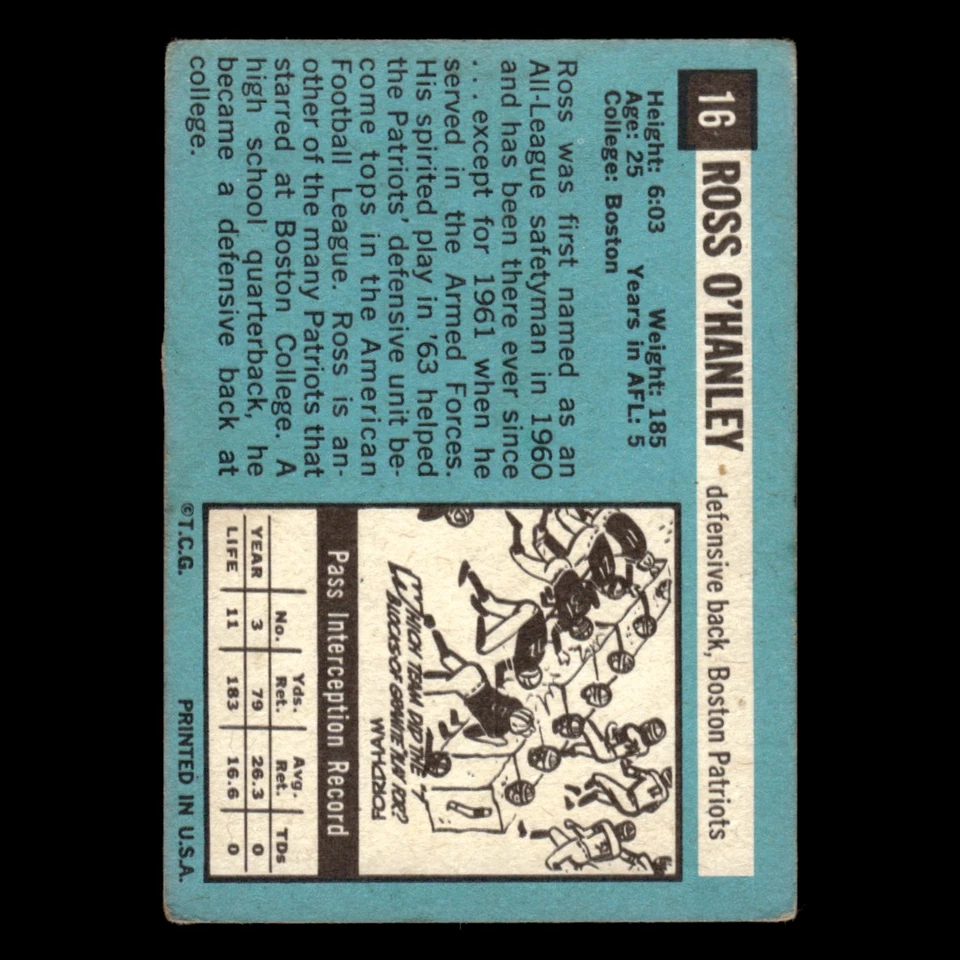 16 ROSS O'HANLEY • defensive back, Boston Patriots
Height: 6:03 Weight: 185
Age: 25 Years in AFL: 5
College: Boston
Ross was first named as an
All-League safetyman in 1960
and has been there ever since
... except for 1961 when he
served in the Armed Forces.
His spirited play in '63 helped
the Patriots' defensive unit be-
come tops in the American
Football League. Ross is an-
other of the many Patriots that
starred at Boston College. A
high school quarterback, he
became a defensive back at
college.
WHICH TEAM DID THE "7
BLOCKS OF GRANITE" PLAY FOR?
FORDHAM
Pass Interception Record
No. Yds. Ret. Avg. Ret. TDs
YEAR 3 79 26.3 0
LIFE 11 183 16.6 0
©T.C.G. PRINTED IN U.S.A.